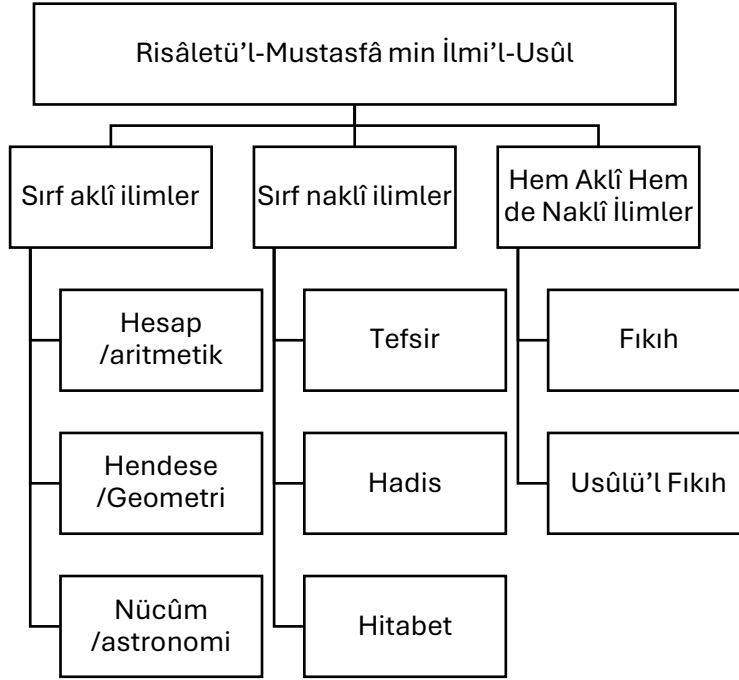 Risâletü’l-Mustasfâ min İlmi’l-Usûl
Sırf aklî ilimler
Hesap
/aritmetik
Hendese
/Geometri
Nücûm
/astronomi
Sırf naklî ilimler
Tefsir
Hadis
Hitabet
Hem Aklî Hem
de Naklî İlimler
Fıkıh
Usûlü’l Fıkıh